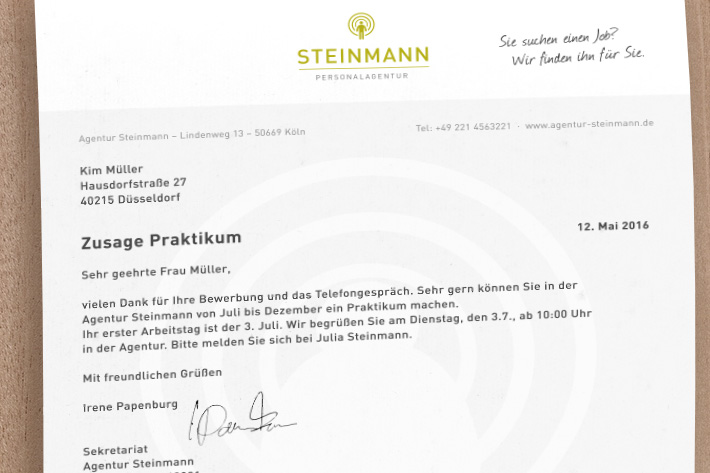 STEINMANN
PERSONALAGENTUR
Sie suchen einen Job?
Wir finden ihn für Sie.
Agentur Steinmann – Lindenweg 13 – 50669 Köln
Tel: +49 221 4563221 · www.agentur-steinmann.de
Kim Müller
Hausdorfstraße 27
40215 Düsseldorf
12. Mai 2016
Zusage Praktikum
Sehr geehrte Frau Müller,
vielen Dank für Ihre Bewerbung und das Telefongespräch. Sehr gern können Sie in der
Agentur Steinmann von Juli bis Dezember ein Praktikum machen.
Ihr erster Arbeitstag ist der 3. Juli. Wir begrüßen Sie am Dienstag, den 3.7., ab 10:00 Uhr
in der Agentur. Bitte melden Sie sich bei Julia Steinmann.
Mit freundlichen Grüßen
Irene Papenburg
Sekretariat
Agentur Steinmann